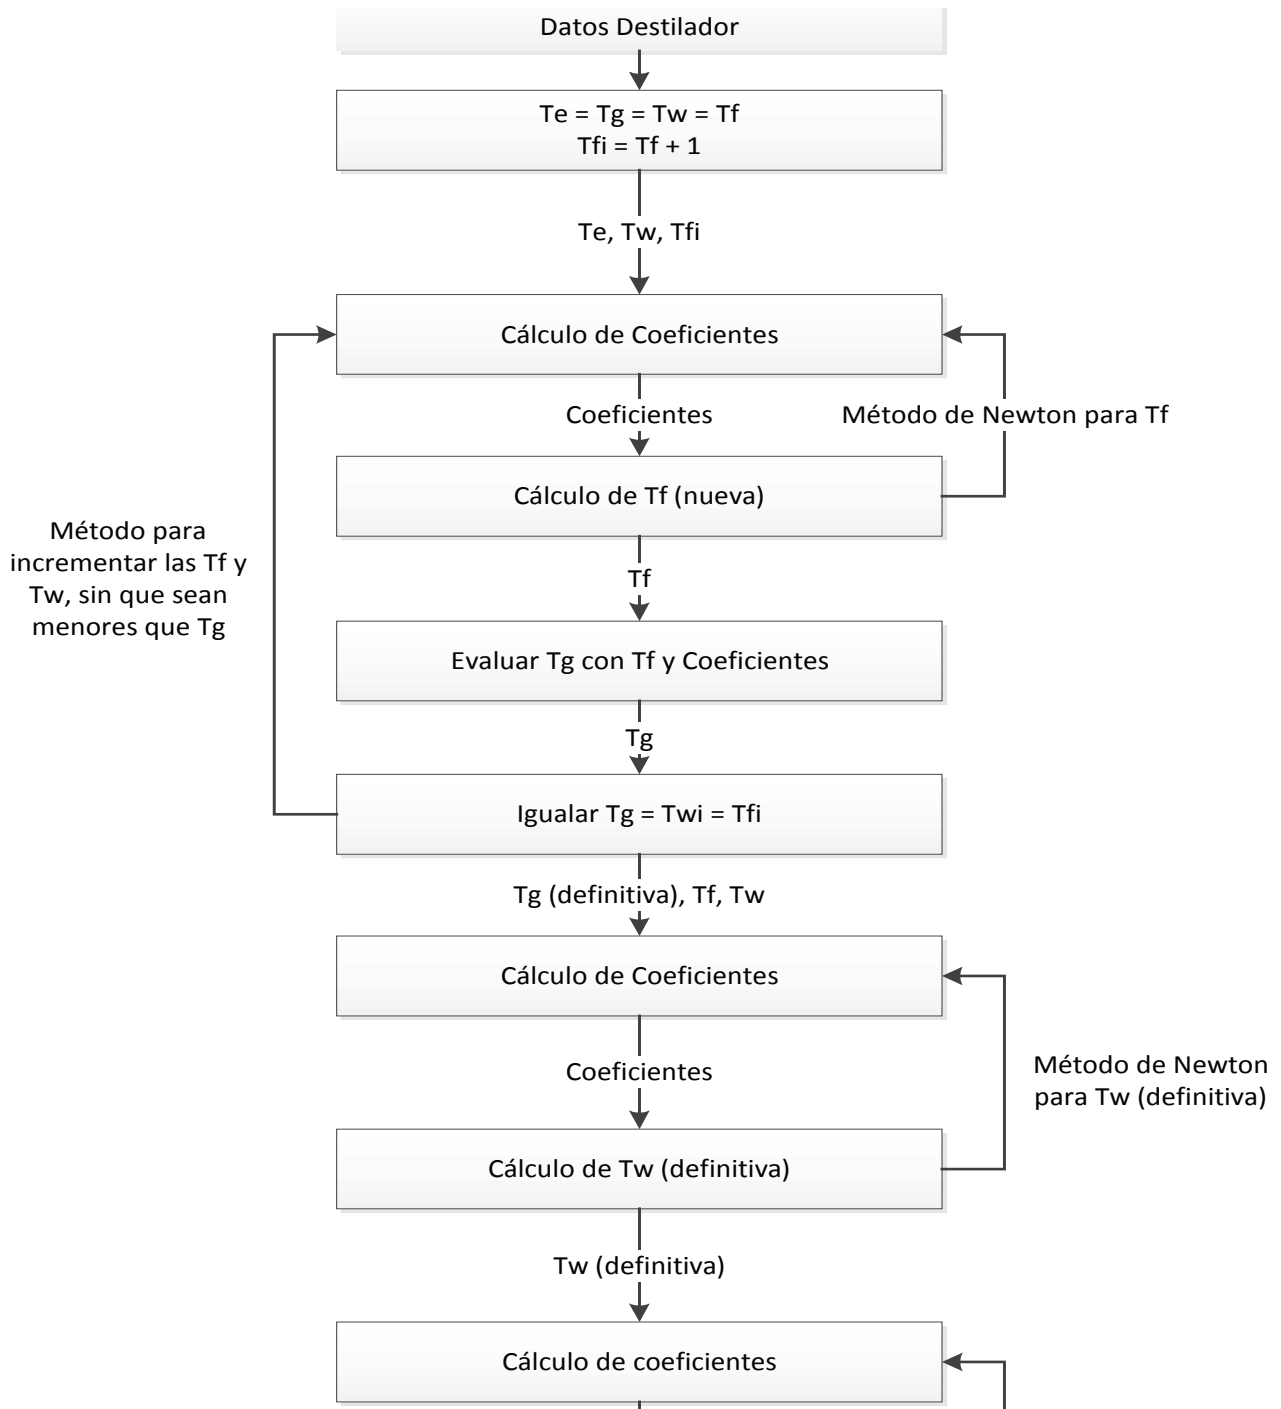 Datos Destilador
Te = Tg = Tw = Tf
Tfi = Tf + 1
Te, Tw, Tfi
Cálculo de Coeficientes
Coeficientes
Método de Newton para Tf
Cálculo de Tf (nueva)
Método para
incrementar las Tf y
Tw, sin que sean
menores que Tg
Tf
Evaluar Tg con Tf y Coeficientes
Tg
Igualar Tg = Twi = Tfi
Tg (definitiva), Tf, Tw
Cálculo de Coeficientes
Coeficientes
Método de Newton
para Tw (definitiva)
Cálculo de Tw (definitiva)
Tw (definitiva)
Cálculo de coeficientes